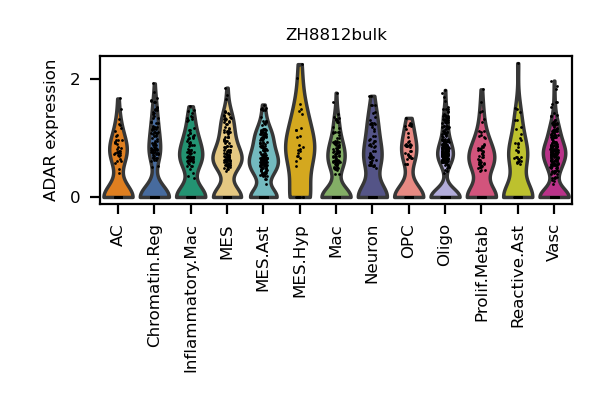 ZH8812bulk
ADAR expression
2
0
AC
Chromatin.Reg
Inflammatory.Mac
MES
MES.Ast
MES.Hyp
Mac
Neuron
OPC
Oligo
Prolif.Metab
Reactive.Ast
Vasc